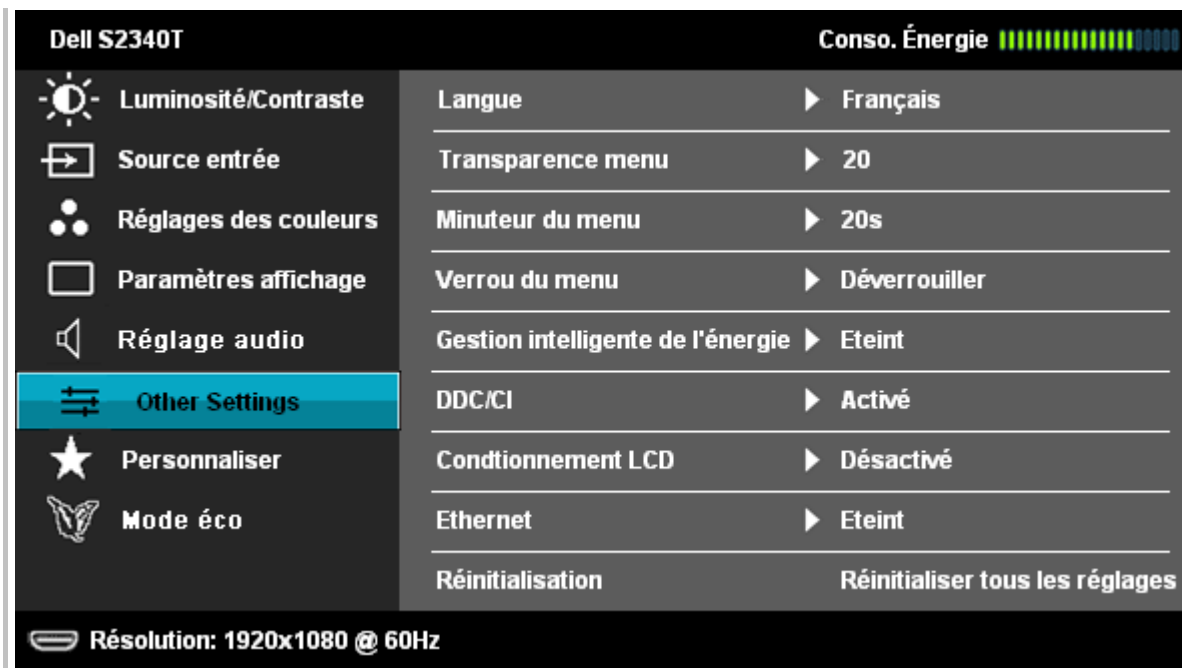 Dell S2340T Conso. Énergie
Luminosité/Contraste Langue Français
Source entrée Transparence menu 20
Réglages des couleurs Minuteur du menu 20s
Paramètres affichage Verrou du menu Déverrouiller
Réglage audio Gestion intelligente de l'énergie Eteint
Other Settings DDC/CI Activé
Personnaliser Condtionnement LCD Désactivé
Mode éco Ethernet Eteint
Réinitialisation Réinitialiser tous les réglages
Résolution: 1920x1080 @ 60Hz